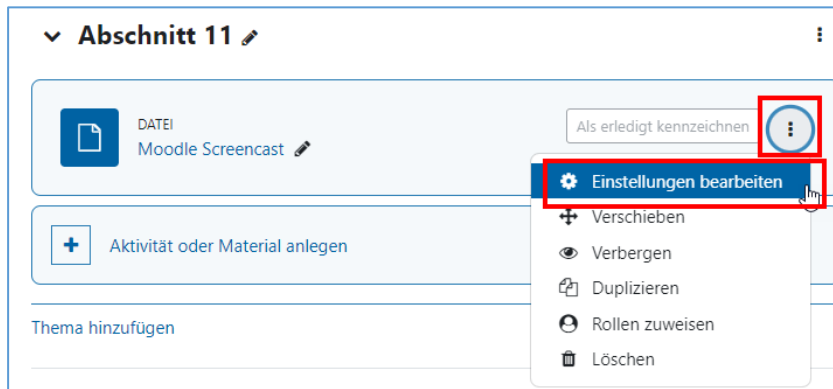 Abschnitt 11
DATEI
Moodle Screencast
Als erledigt kennzeichnen
Einstellungen bearbeiten
Verschieben
Verbergen
Duplizieren
Rollen zuweisen
Löschen
Aktivität oder Material anlegen
Thema hinzufügen